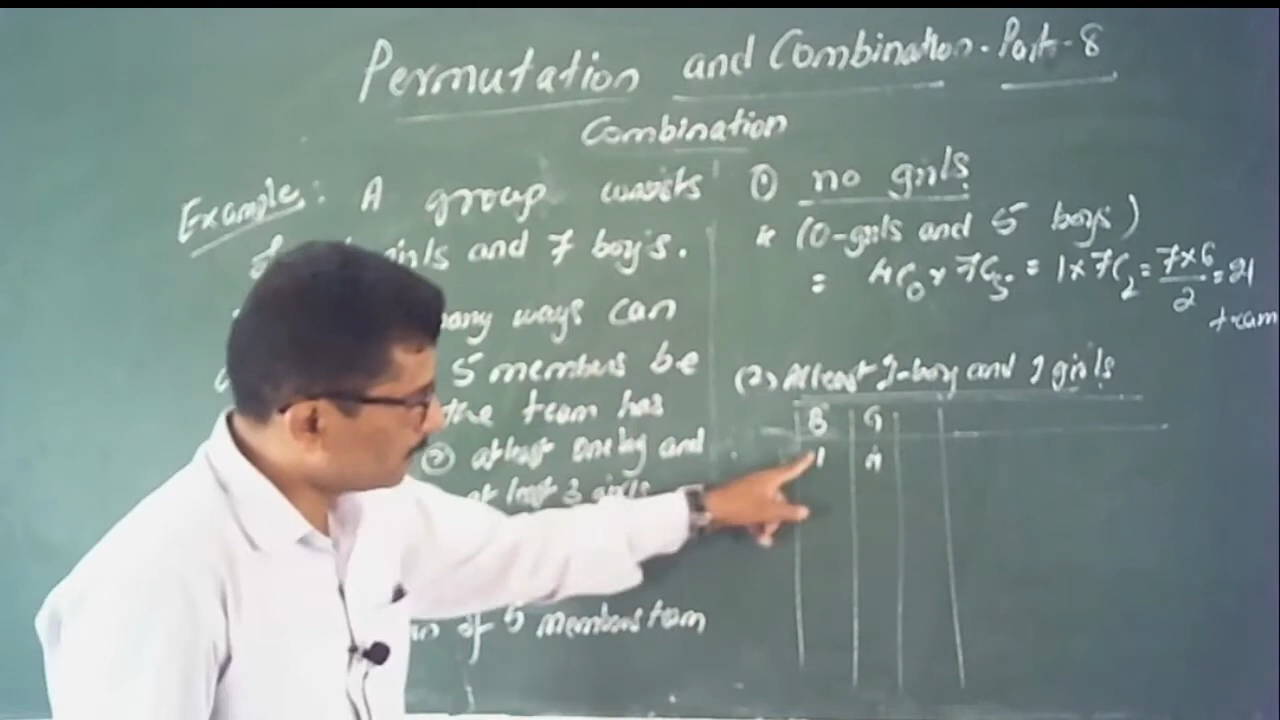 Permutation and Combination. Part-8
Combination
Example: A group consists
and 7 boys.
ways can
5 members be
the team has
② atleast one boy and
at least 3 girls
of 5 members team
① no girls
* (0-girls and 5 boys)
= 4C₀ × 7C₅ = 1 × 7C₂ = 7×6/2 = 21
team
(2) Atleast 1-boy and 3 girls
B G
1 4